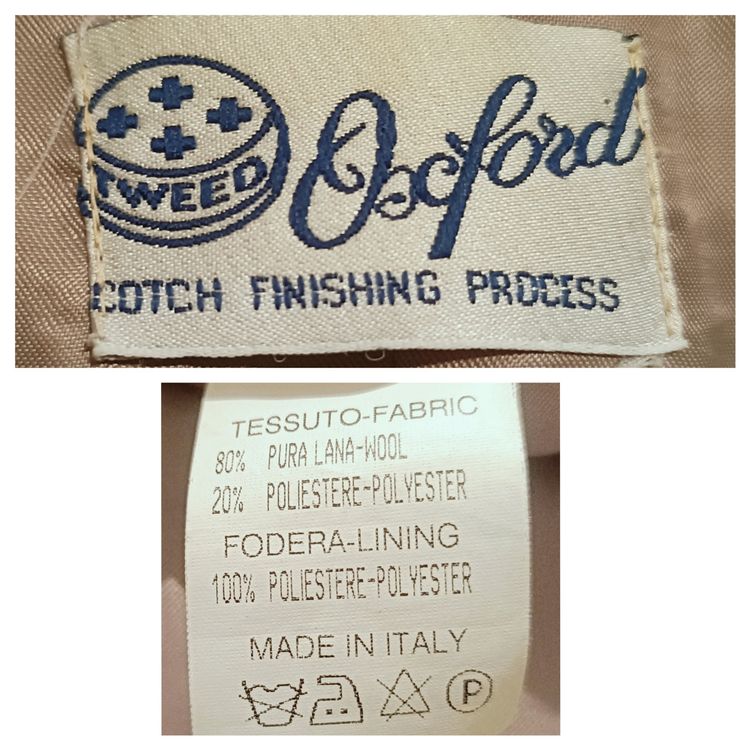 TWEED
Oxford
SCOTCH FINISHING PROCESS
TESSUTO-FABRIC
80% PURA LANA-WOOL
20% POLIESTERE-POLYESTER
FODERA-LINING
100% POLIESTERE-POLYESTER
MADE IN ITALY
P